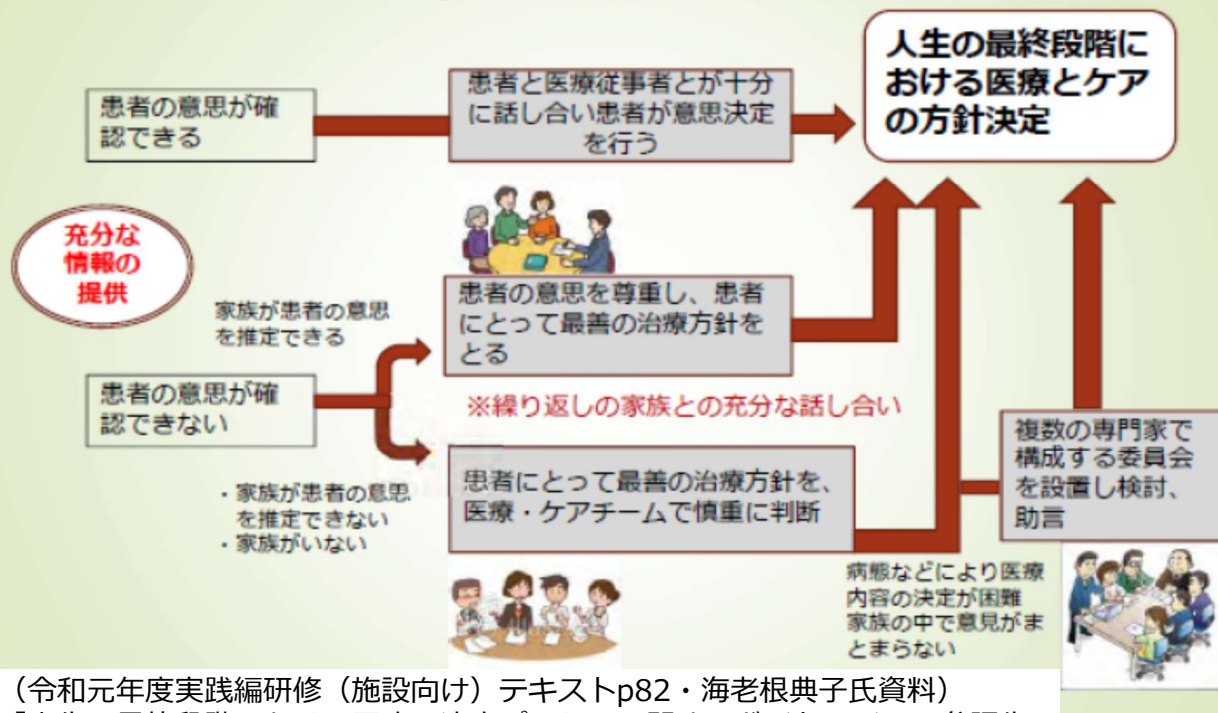 人生の最終段階に
おける医療とケア
の方針決定
患者の意思が確
認できる
患者と医療従事者とが十分
に話し合い患者が意思決定
を行う
充分な
情報の
提供
家族が患者の意思
を推定できる
患者の意思を尊重し、患者
にとって最善の治療方針を
とる
患者の意思が確
認できない
※繰り返しの家族との充分な話し合い
・家族が患者の意思
を推定できない
・家族がいない
患者にとって最善の治療方針を、
医療・ケアチームで慎重に判断
複数の専門家で
構成する委員会
を設置し検討、
助言
病態などにより医療
内容の決定が困難
家族の中で意見がま
とまらない
（令和元年度実践編研修（施設向け）テキストp82・海老根典子氏資料）